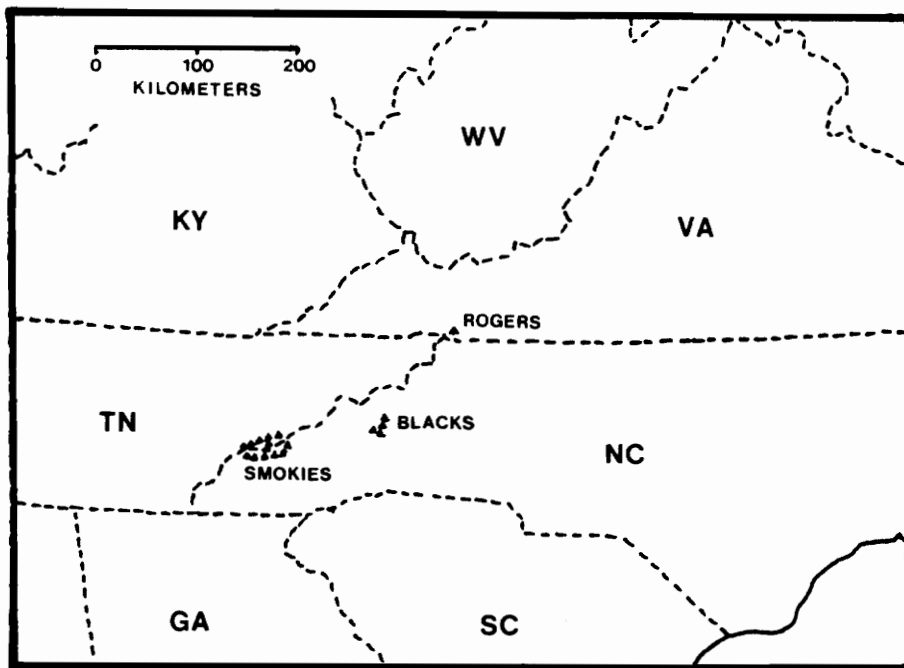 0 100 200
KILOMETERS
WV
KY
VA
ROGERS
TN
BLACKS
NC
SMOKIES
GA
SC